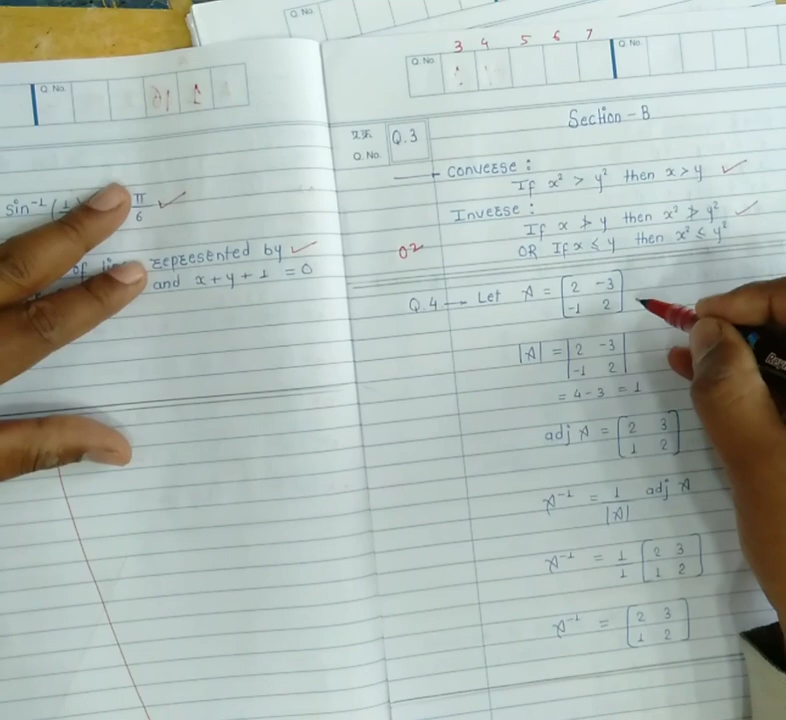 Q. No.
Q. No.
3 4 5 6 7
Q. No.
Q. No.
sin⁻¹ ( π/6
represented by
and x + y + 1 = 0
Section - B
Q. No. Q.3
Converse :
If x² > y² then x > y
Inverse :
If x ≯ y then x² ≯ y²
02
OR If x ≤ y then x² ≤ y²
Q.4 Let A = [2 -3
-1 2]
|A| = |2 -3
-1 2|
= 4 - 3 = 1
adj A = [2 3
1 2]
A⁻¹ = 1/|A| adj A
A⁻¹ = 1/1 [2 3
1 2]
A⁻¹ = [2 3
1 2]